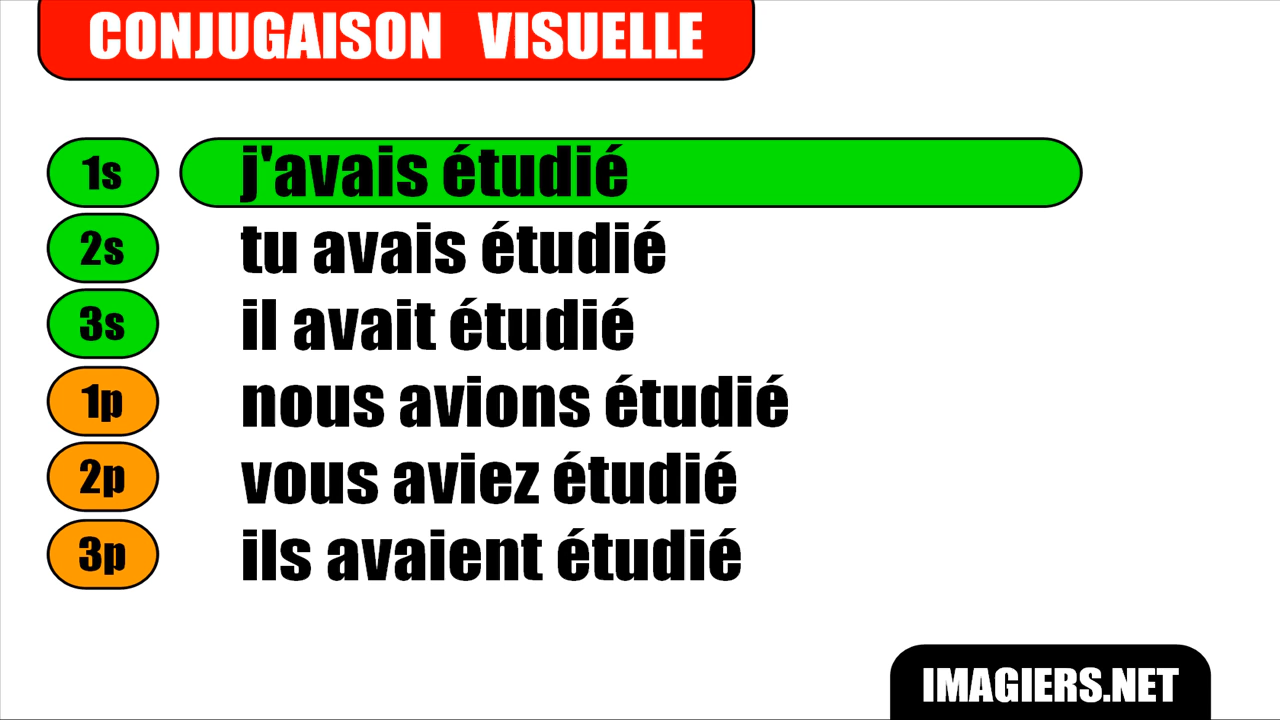 CONJUGAISON VISUELLE
1s j'avais étudié
2s tu avais étudié
3s il avait étudié
1p nous avions étudié
2p vous aviez étudié
3p ils avaient étudié
IMAGIERS.NET